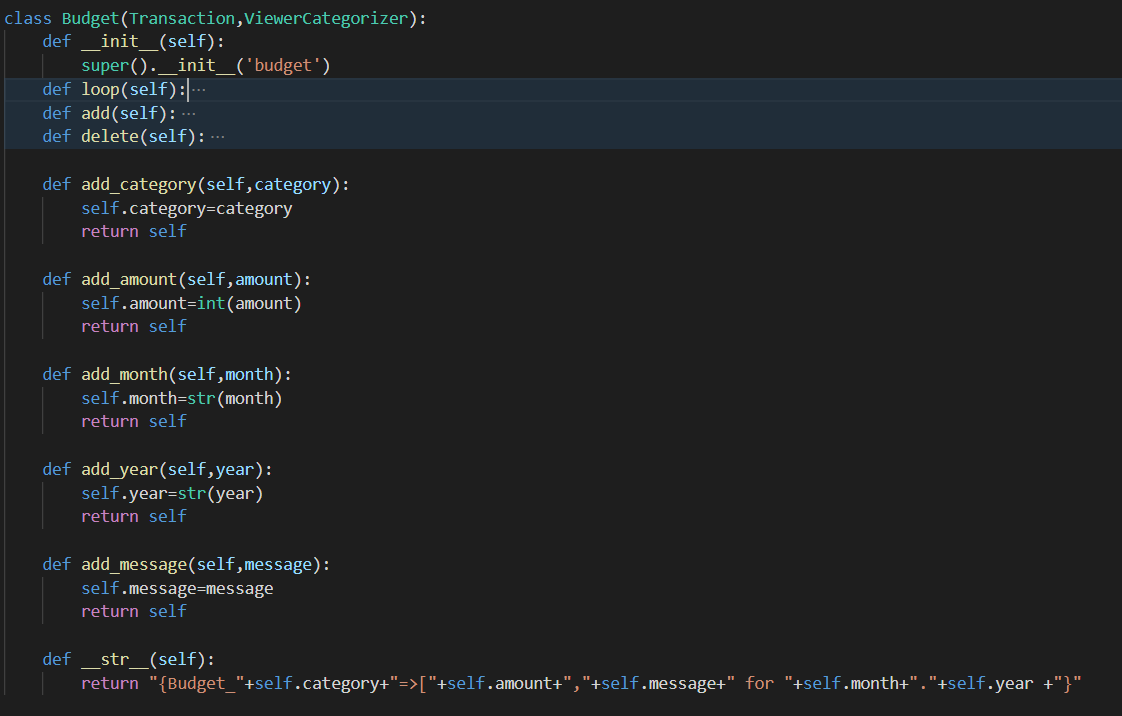 class Budget(Transaction,ViewerCategorizer):
    def __init__(self):
        super().__init__('budget')
    def loop(self):···
    def add(self):···
    def delete(self):···

    def add_category(self,category):
        self.category=category
        return self

    def add_amount(self,amount):
        self.amount=int(amount)
        return self

    def add_month(self,month):
        self.month=str(month)
        return self

    def add_year(self,year):
        self.year=str(year)
        return self

    def add_message(self,message):
        self.message=message
        return self

    def __str__(self):
        return "{Budget_"+self.category+"=>["+self.amount+","+self.message+" for "+self.month+"."+self.year +"}"